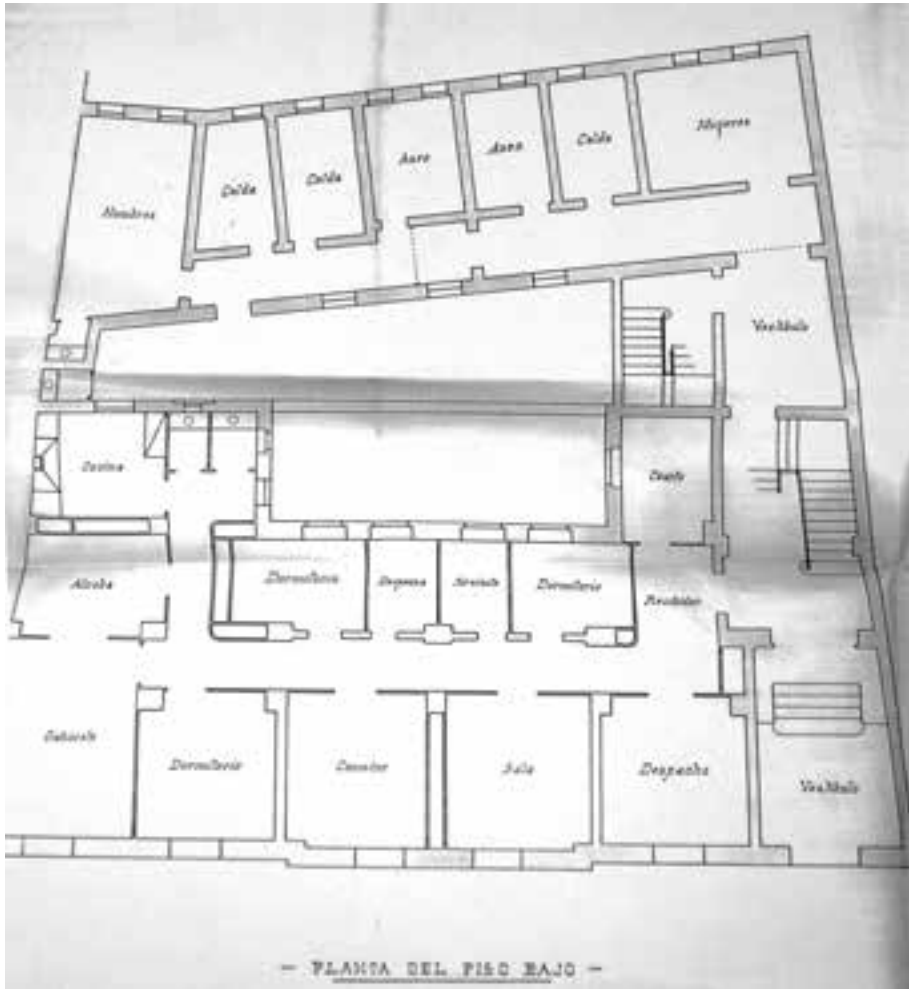 Mujeres
Celda
Aseo
Aseo
Celda
Celda
Hombres
Vestíbulo
Cocina
Cuarto
Dormitorio
Despensa
Dormitorio
Alcoba
Recibidor
Gabinete
Dormitorio
Comedor
Sala
Despacho
Vestíbulo
— PLANTA DEL PISO BAJO —